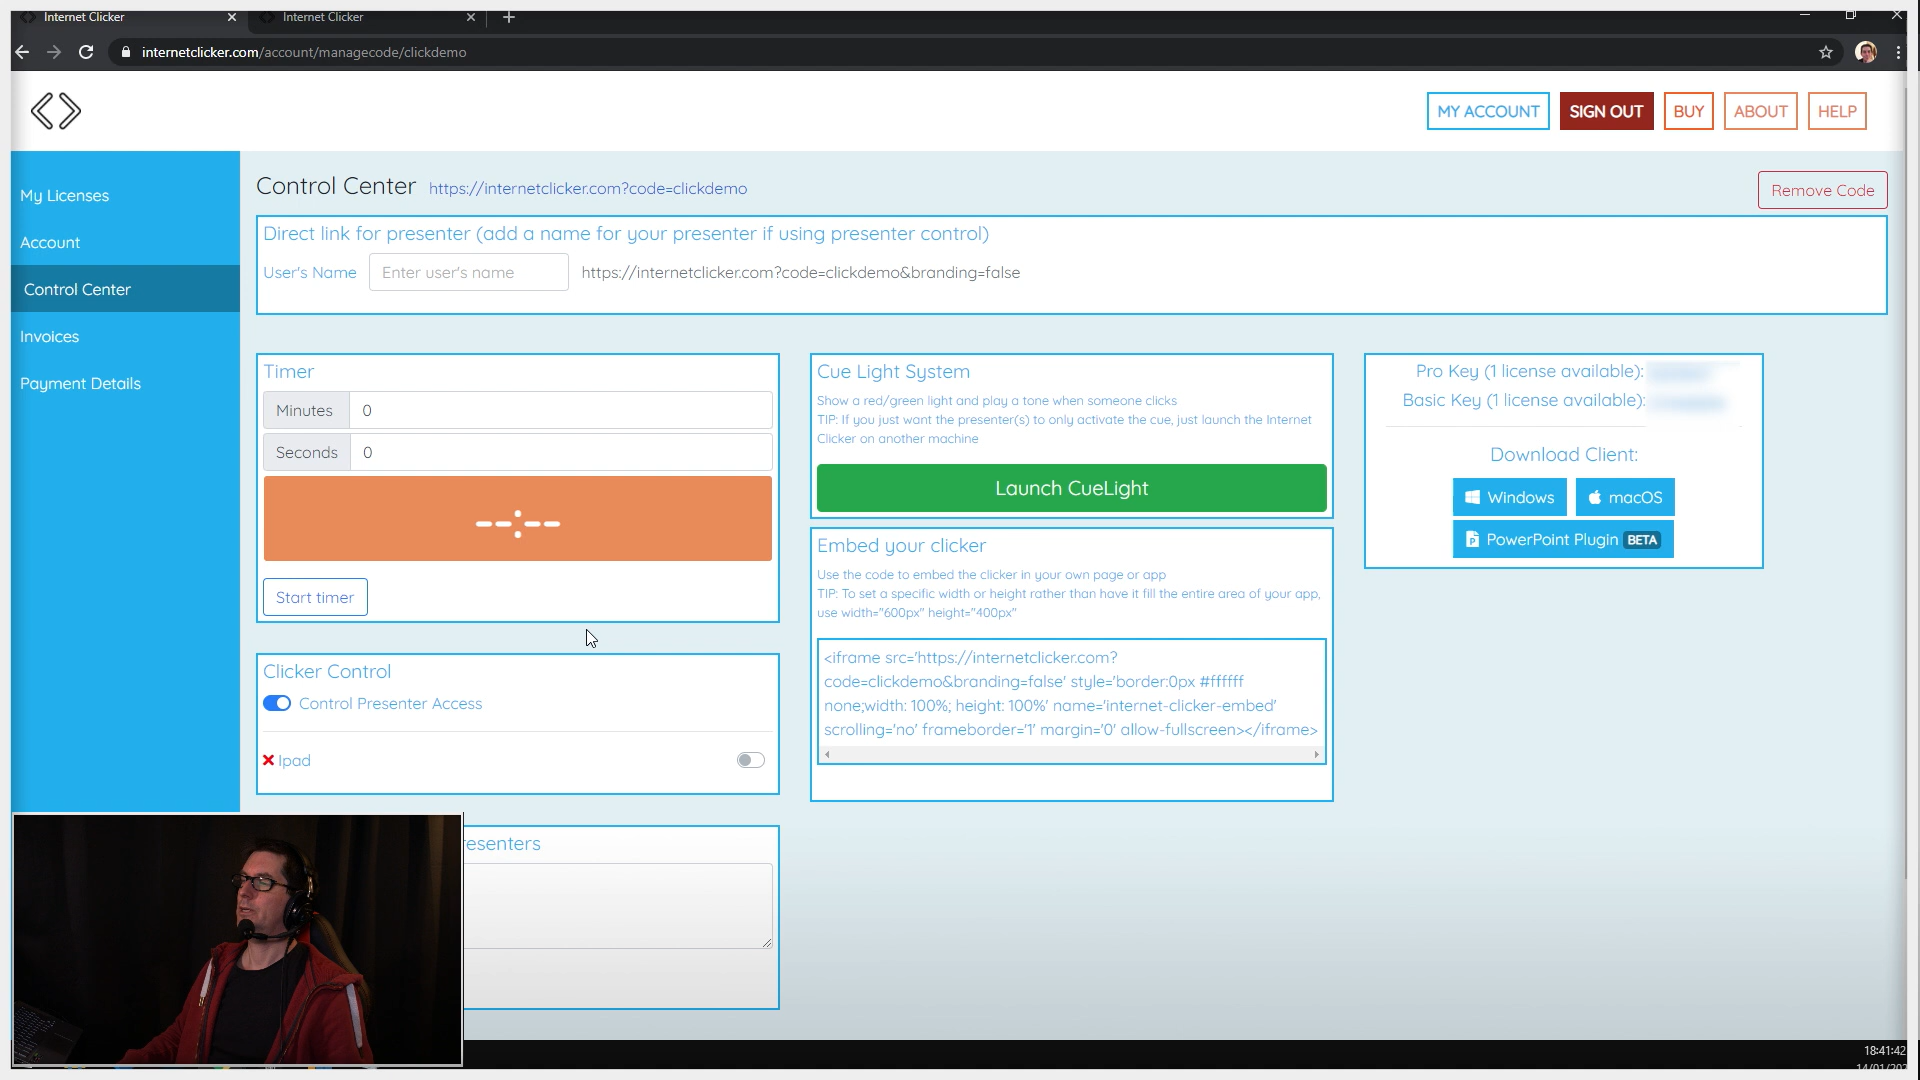 Internet Clicker
Internet Clicker
internetclicker.com/account/managecode/clickdemo
MY ACCOUNT
SIGN OUT
BUY
ABOUT
HELP
My Licenses
Account
Control Center
Invoices
Payment Details
Control Center
https://internetclicker.com?code=clickdemo
Remove Code
Direct link for presenter (add a name for your presenter if using presenter control)
User's Name
Enter user's name
https://internetclicker.com?code=clickdemo&branding=false
Timer
Minutes 0
Seconds 0
--:--
Start timer
Clicker Control
Control Presenter Access
Ipad
resenters
Cue Light System
Show a red/green light and play a tone when someone clicks
TIP: If you just want the presenter(s) to only activate the cue, just launch the Internet
Clicker on another machine
Launch CueLight
Embed your clicker
Use the code to embed the clicker in your own page or app
TIP: To set a specific width or height rather than have it fill the entire area of your app,
use width="600px" height="400px"
<iframe src='https://internetclicker.com?
code=clickdemo&branding=false' style='border:0px #ffffff
none;width: 100%; height: 100%' name='internet-clicker-embed'
scrolling='no' frameborder='1' margin='0' allow-fullscreen></iframe>
Pro Key (1 license available):
Basic Key (1 license available):
Download Client:
Windows
macOS
PowerPoint Plugin BETA
18:41:42